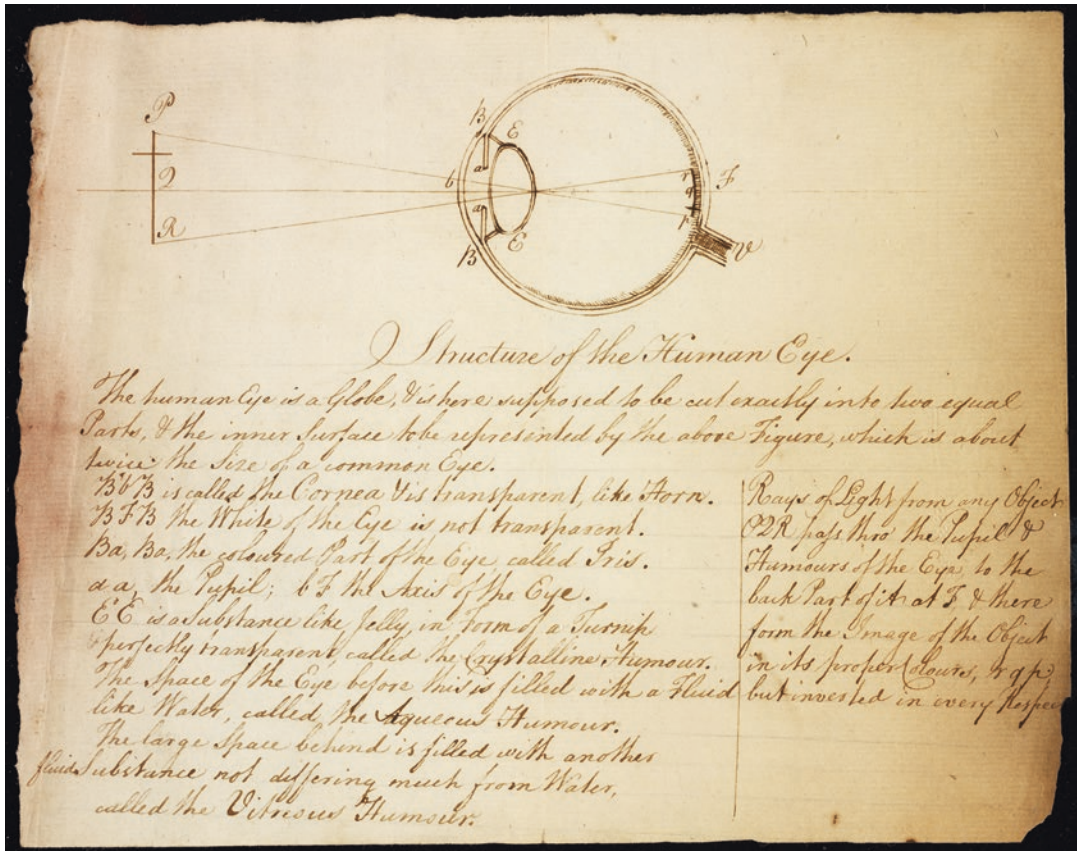 P
Q
R
B
E
a
b
a
E
B
r
q
p
F
V
Structure of the Human Eye.
The human Eye is a Globe, & is here supposed to be cut exactly into two equal
Parts, & the inner Surface to be represented by the above Figure, which is about
twice the Size of a common Eye.
B b B is called the Cornea & is transparent, like Horn.
B F B the White of the Eye is not transparent.
Ba, Ba, the coloured Part of the Eye called Iris.
a a, the Pupil; b F the Axis of the Eye.
E E is a Substance like Jelly, in Form of a Turnip
& perfectly transparent, called the Crystalline Humour.
The Space of the Eye before this is filled with a Fluid
like Water, called the Aqueous Humour.
The large Space behind is filled with another
fluid Substance not differing much from Water,
called the Vitrious Humour.
Rays of Light from any Object
PQR pass thro' the Pupil &
Humours of the Eye to the
back Part of it at F & there
form the Image of the Object
in its proper Colours, r q p
but inverted in every Respec